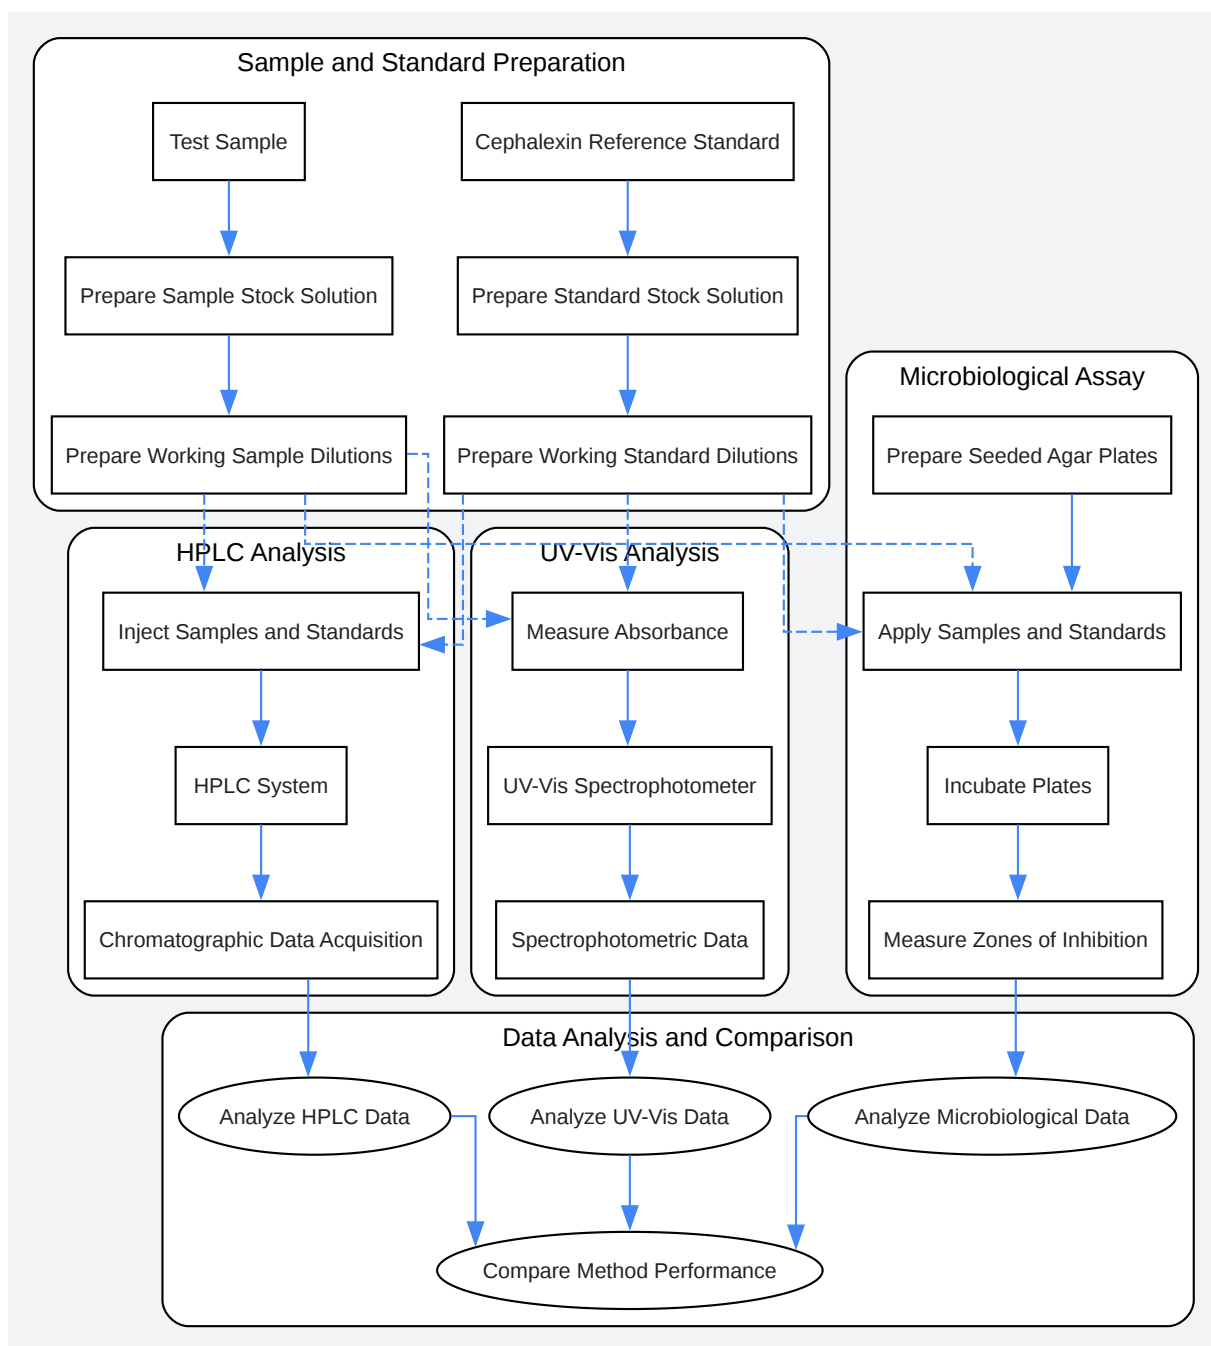 Sample and Standard Preparation
Test Sample
Cephalexin Reference Standard
Prepare Sample Stock Solution
Prepare Standard Stock Solution
Prepare Working Sample Dilutions
Prepare Working Standard Dilutions
Microbiological Assay
Prepare Seeded Agar Plates
HPLC Analysis
UV-Vis Analysis
Inject Samples and Standards
Measure Absorbance
Apply Samples and Standards
HPLC System
UV-Vis Spectrophotometer
Incubate Plates
Chromatographic Data Acquisition
Spectrophotometric Data
Measure Zones of Inhibition
Data Analysis and Comparison
Analyze HPLC Data
Analyze UV-Vis Data
Analyze Microbiological Data
Compare Method Performance